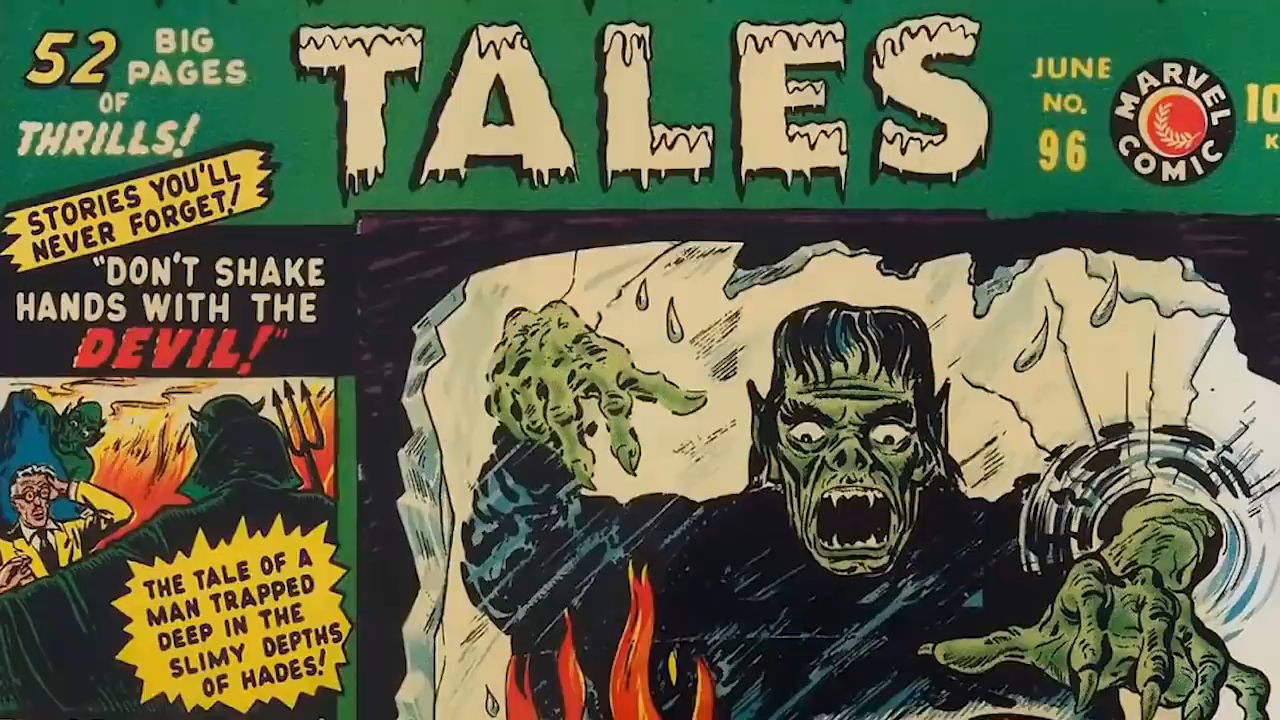 52 BIG
PAGES
OF
THRILLS!
TALES
JUNE
NO.
96
MARVEL
COMIC
10
K
STORIES YOU'LL
NEVER FORGET!
"DON'T SHAKE
HANDS WITH THE
DEVIL!"
THE TALE OF A
MAN TRAPPED
DEEP IN THE
SLIMY DEPTHS
OF HADES!